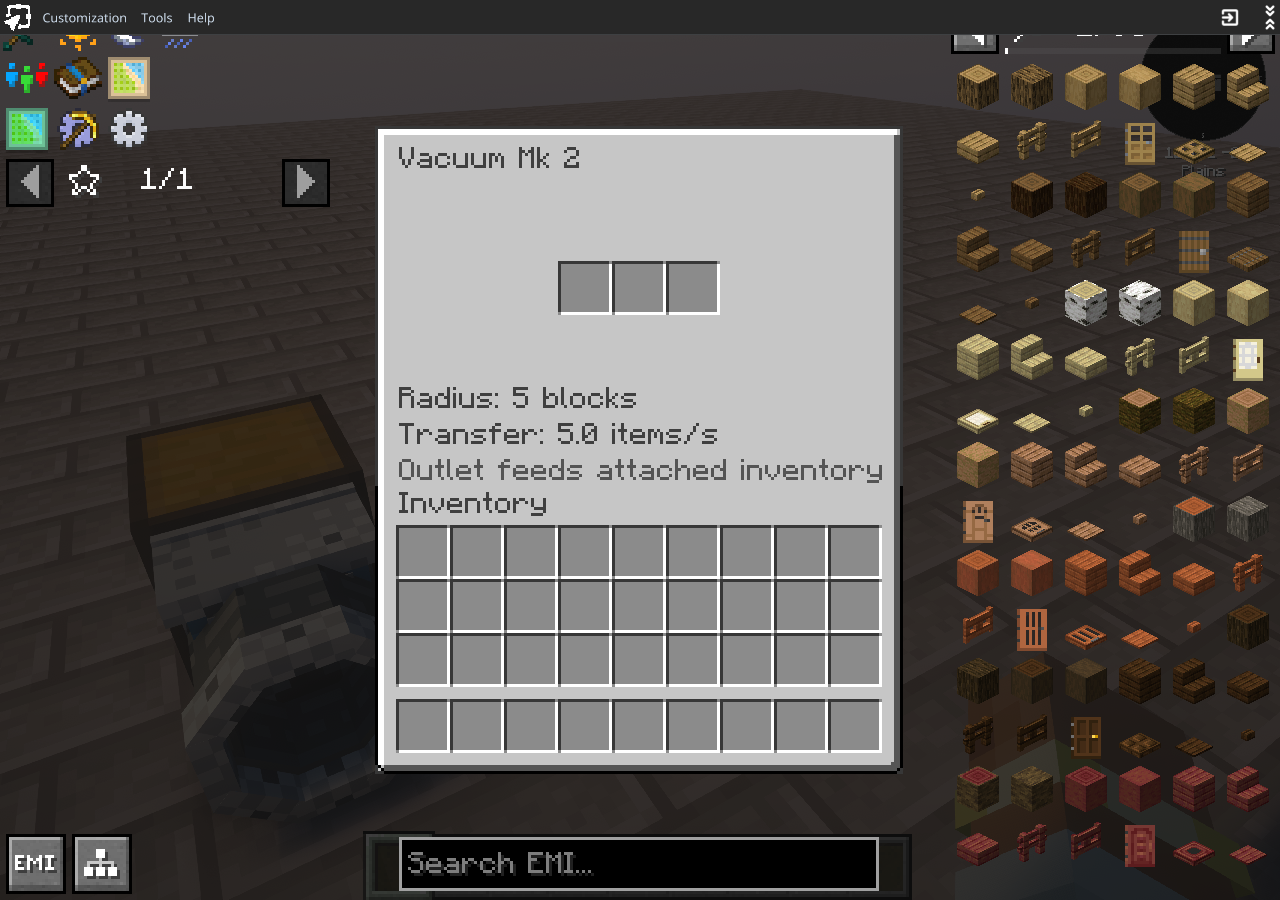 Customization Tools Help
1/1
Vacuum Mk 2
Plains
Radius: 5 blocks
Transfer: 5.0 items/s
Outlet feeds attached inventory
Inventory
EMI
Search EMI...